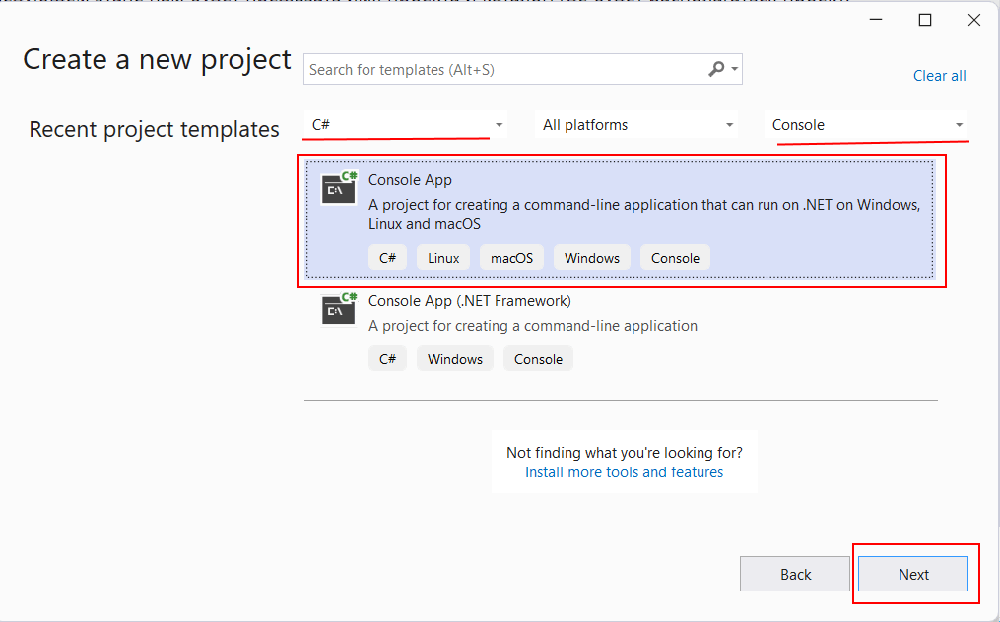 Create a new project
Search for templates (Alt+S)
Clear all
Recent project templates
C#
All platforms
Console
C#
C:\
Console App
A project for creating a command-line application that can run on .NET on Windows,
Linux and macOS
C# Linux macOS Windows Console
C#
C:\
Console App (.NET Framework)
A project for creating a command-line application
C# Windows Console
Not finding what you're looking for?
Install more tools and features
Back
Next